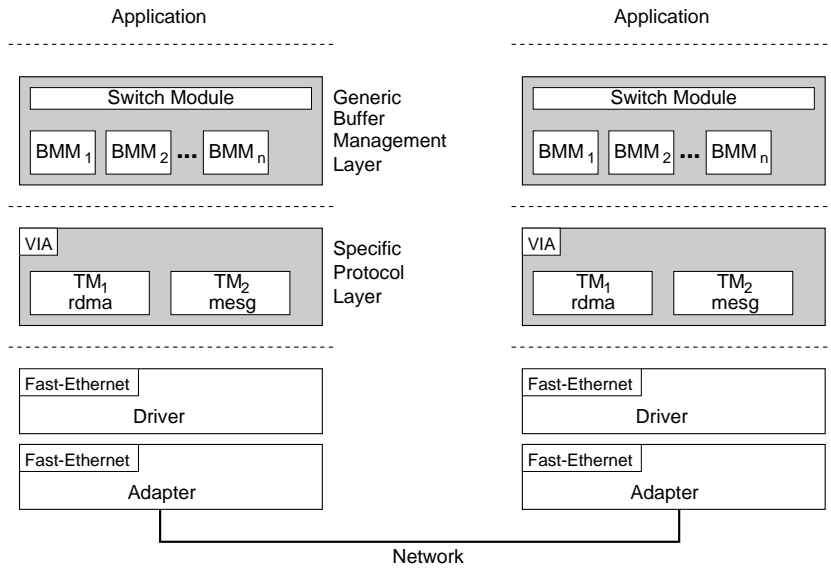 Application
Application
Switch Module
BMM1 BMM2 ... BMMn
Generic
Buffer
Management
Layer
Switch Module
BMM1 BMM2 ... BMMn
VIA
TM1
rdma
TM2
mesg
Specific
Protocol
Layer
VIA
TM1
rdma
TM2
mesg
Fast-Ethernet
Driver
Fast-Ethernet
Driver
Fast-Ethernet
Adapter
Fast-Ethernet
Adapter
Network